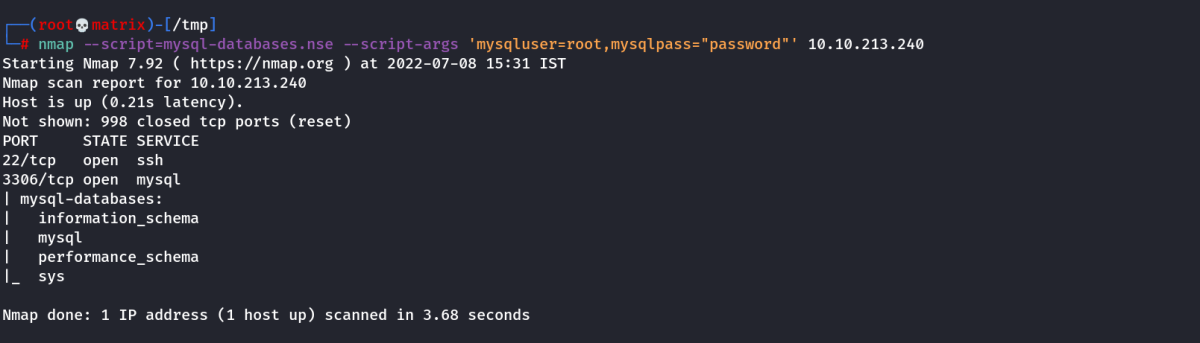 ┌──(root💀matrix)-[/tmp]
└─# nmap --script=mysql-databases.nse --script-args 'mysqluser=root,mysqlpass="password"' 10.10.213.240
Starting Nmap 7.92 ( https://nmap.org ) at 2022-07-08 15:31 IST
Nmap scan report for 10.10.213.240
Host is up (0.21s latency).
Not shown: 998 closed tcp ports (reset)
PORT     STATE SERVICE
22/tcp   open  ssh
3306/tcp open  mysql
| mysql-databases:
|   information_schema
|   mysql
|   performance_schema
|_  sys

Nmap done: 1 IP address (1 host up) scanned in 3.68 seconds